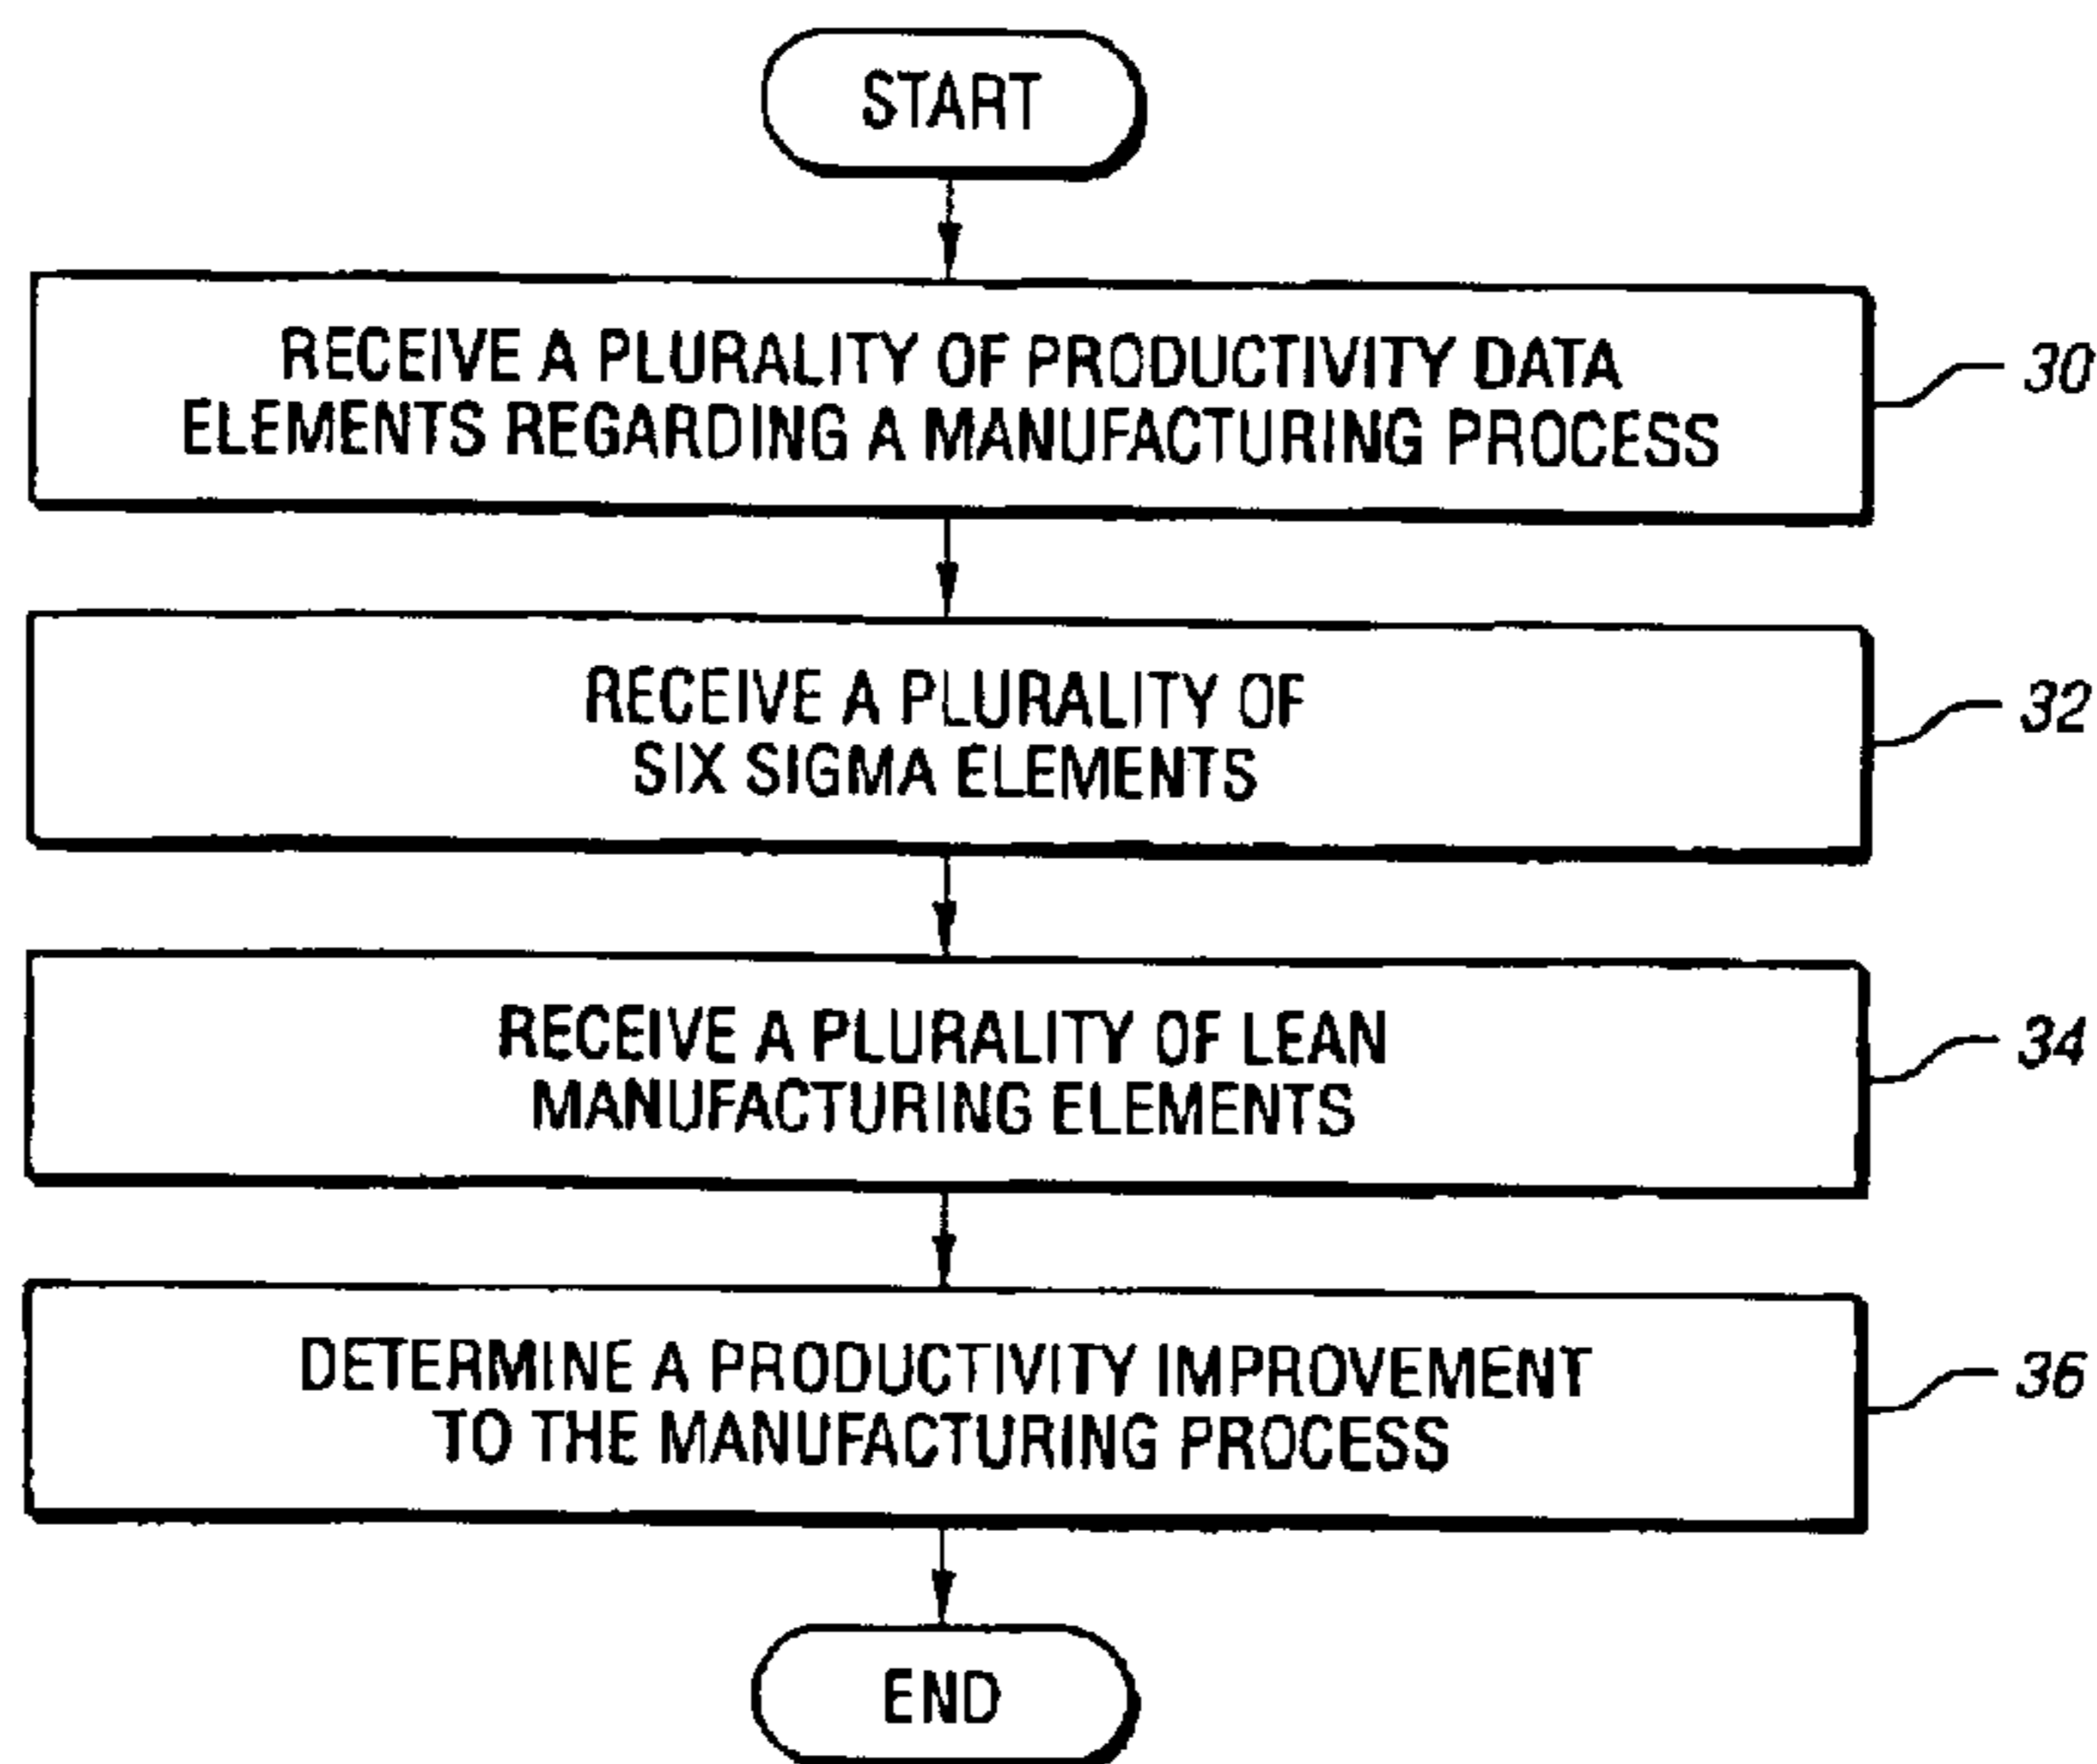 START
RECEIVE A PLURALITY OF PRODUCTIVITY DATA
ELEMENTS REGARDING A MANUFACTURING PROCESS
30
RECEIVE A PLURALITY OF
SIX SIGMA ELEMENTS
32
RECEIVE A PLURALITY OF LEAN
MANUFACTURING ELEMENTS
34
DETERMINE A PRODUCTIVITY IMPROVEMENT
TO THE MANUFACTURING PROCESS
36
END